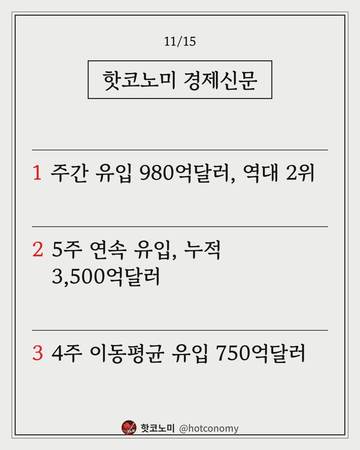 11/15
핫코노미 경제신문
1 주간 유입 980억달러, 역대 2위
2 5주 연속 유입, 누적
3,500억달러
3 4주 이동평균 유입 750억달러
핫코노미 @hotconomy